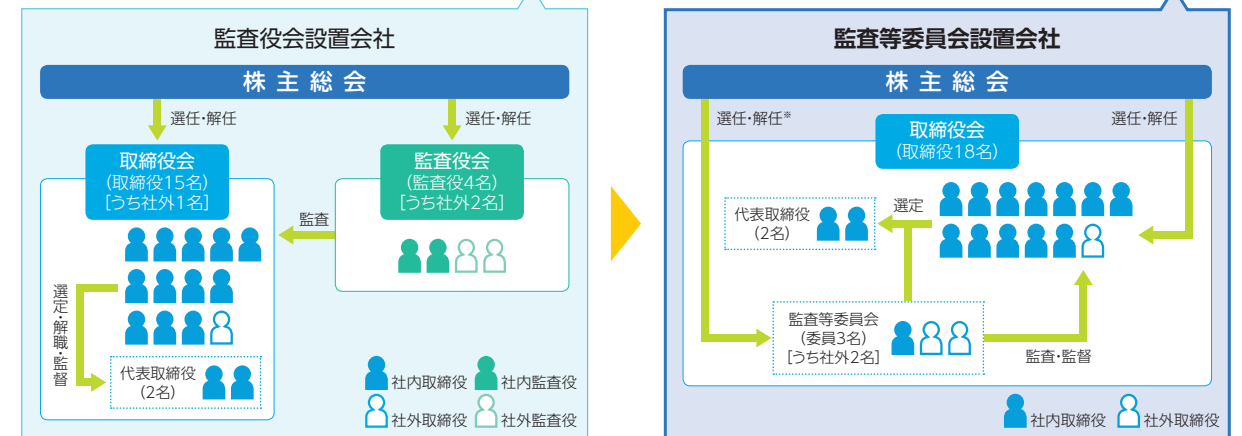 監査役会設置会社
株主総会
選任・解任
選任・解任
取締役会
(取締役15名)
[うち社外1名]
監査役会
(監査役4名)
[うち社外2名]
監査
選定・解職・監督
代表取締役
(2名)
社内取締役
社内監査役
社外取締役
社外監査役
監査等委員会設置会社
株主総会
選任・解任※
選任・解任
取締役会
(取締役18名)
代表取締役
(2名)
選定
監査等委員会
(委員3名)
[うち社外2名]
監査・監督
社内取締役
社外取締役